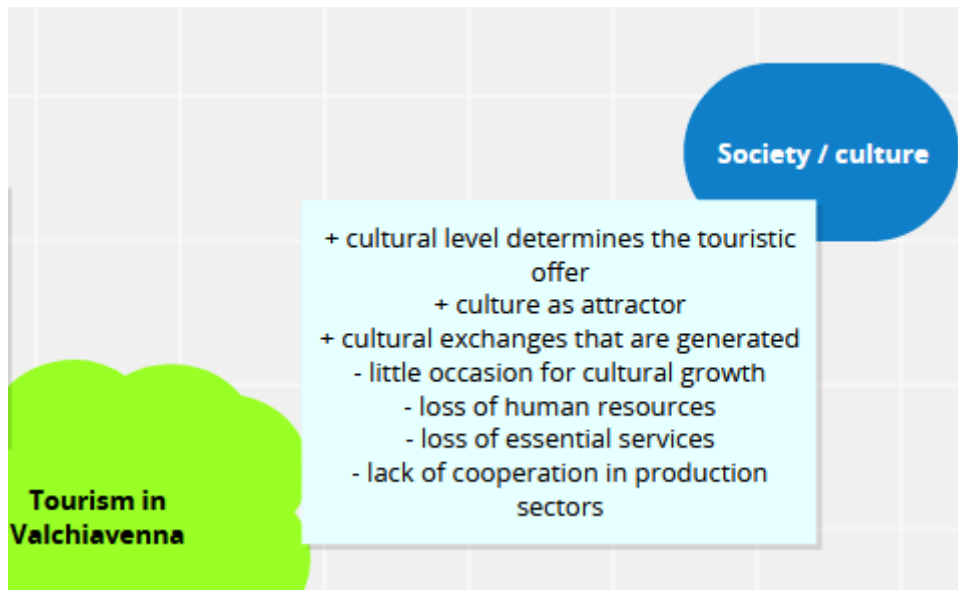 Society / culture
+ cultural level determines the touristic
offer
+ culture as attractor
+ cultural exchanges that are generated
- little occasion for cultural growth
- loss of human resources
- loss of essential services
- lack of cooperation in production
sectors
Tourism in
Valchiavenna